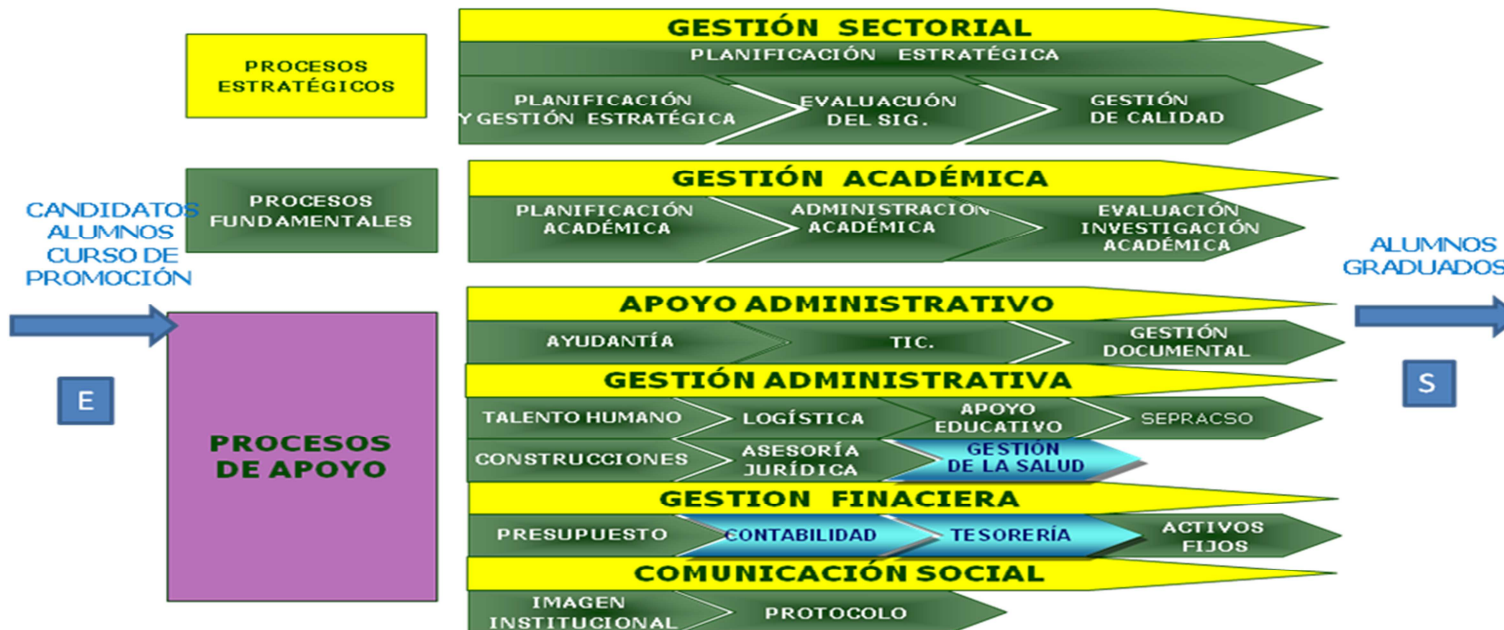 GESTIÓN SECTORIAL
PLANIFICACIÓN ESTRATÉGICA
PROCESOS
ESTRATÉGICOS
PLANIFICACIÓN
Y GESTIÓN ESTRATÉGICA
EVALUACUÓN
DEL SIG.
GESTIÓN
DE CALIDAD
GESTIÓN ACADÉMICA
PROCESOS
FUNDAMENTALES
PLANIFICACIÓN
ACADÉMICA
ADMINISTRACION
ACADÉMICA
EVALUACIÓN
INVESTIGACIÓN
ACADÉMICA
CANDIDATOS
ALUMNOS
CURSO DE
PROMOCIÓN
ALUMNOS
GRADUADOS
E
S
PROCESOS
DE APOYO
APOYO ADMINISTRATIVO
AYUDANTÍA
TIC.
GESTIÓN
DOCUMENTAL
GESTIÓN ADMINISTRATIVA
TALENTO HUMANO
LOGÍSTICA
APOYO
EDUCATIVO
SEPRACSO
CONSTRUCCIONES
ASESORÍA
JURÍDICA
GESTIÓN
DE LA SALUD
GESTION FINACIERA
PRESUPUESTO
CONTABILIDAD
TESORERÍA
ACTIVOS
FIJOS
COMUNICACIÓN SOCIAL
IMAGEN
INSTITUCIONAL
PROTOCOLO